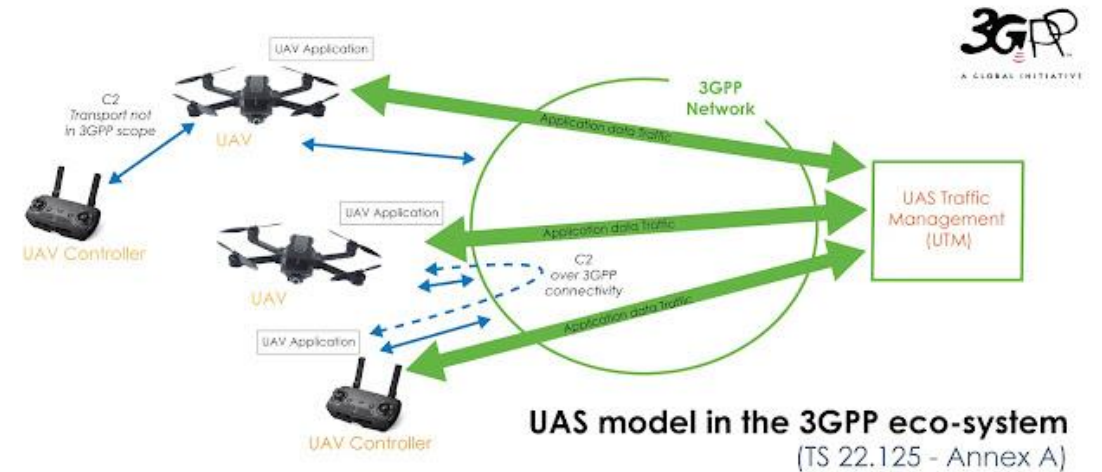 3GPP
A GLOBAL INITIATIVE
UAV Application
C2
Transport not
in 3GPP scope
UAV
UAV Controller
3GPP
Network
Application data Traffic
UAV Application
UAV
Application data Traffic
C2
over 3GPP
connectivity
UAS Traffic
Management
(UTM)
Application data Traffic
UAV Application
UAV Controller
UAS model in the 3GPP eco-system
(TS 22.125 - Annex A)